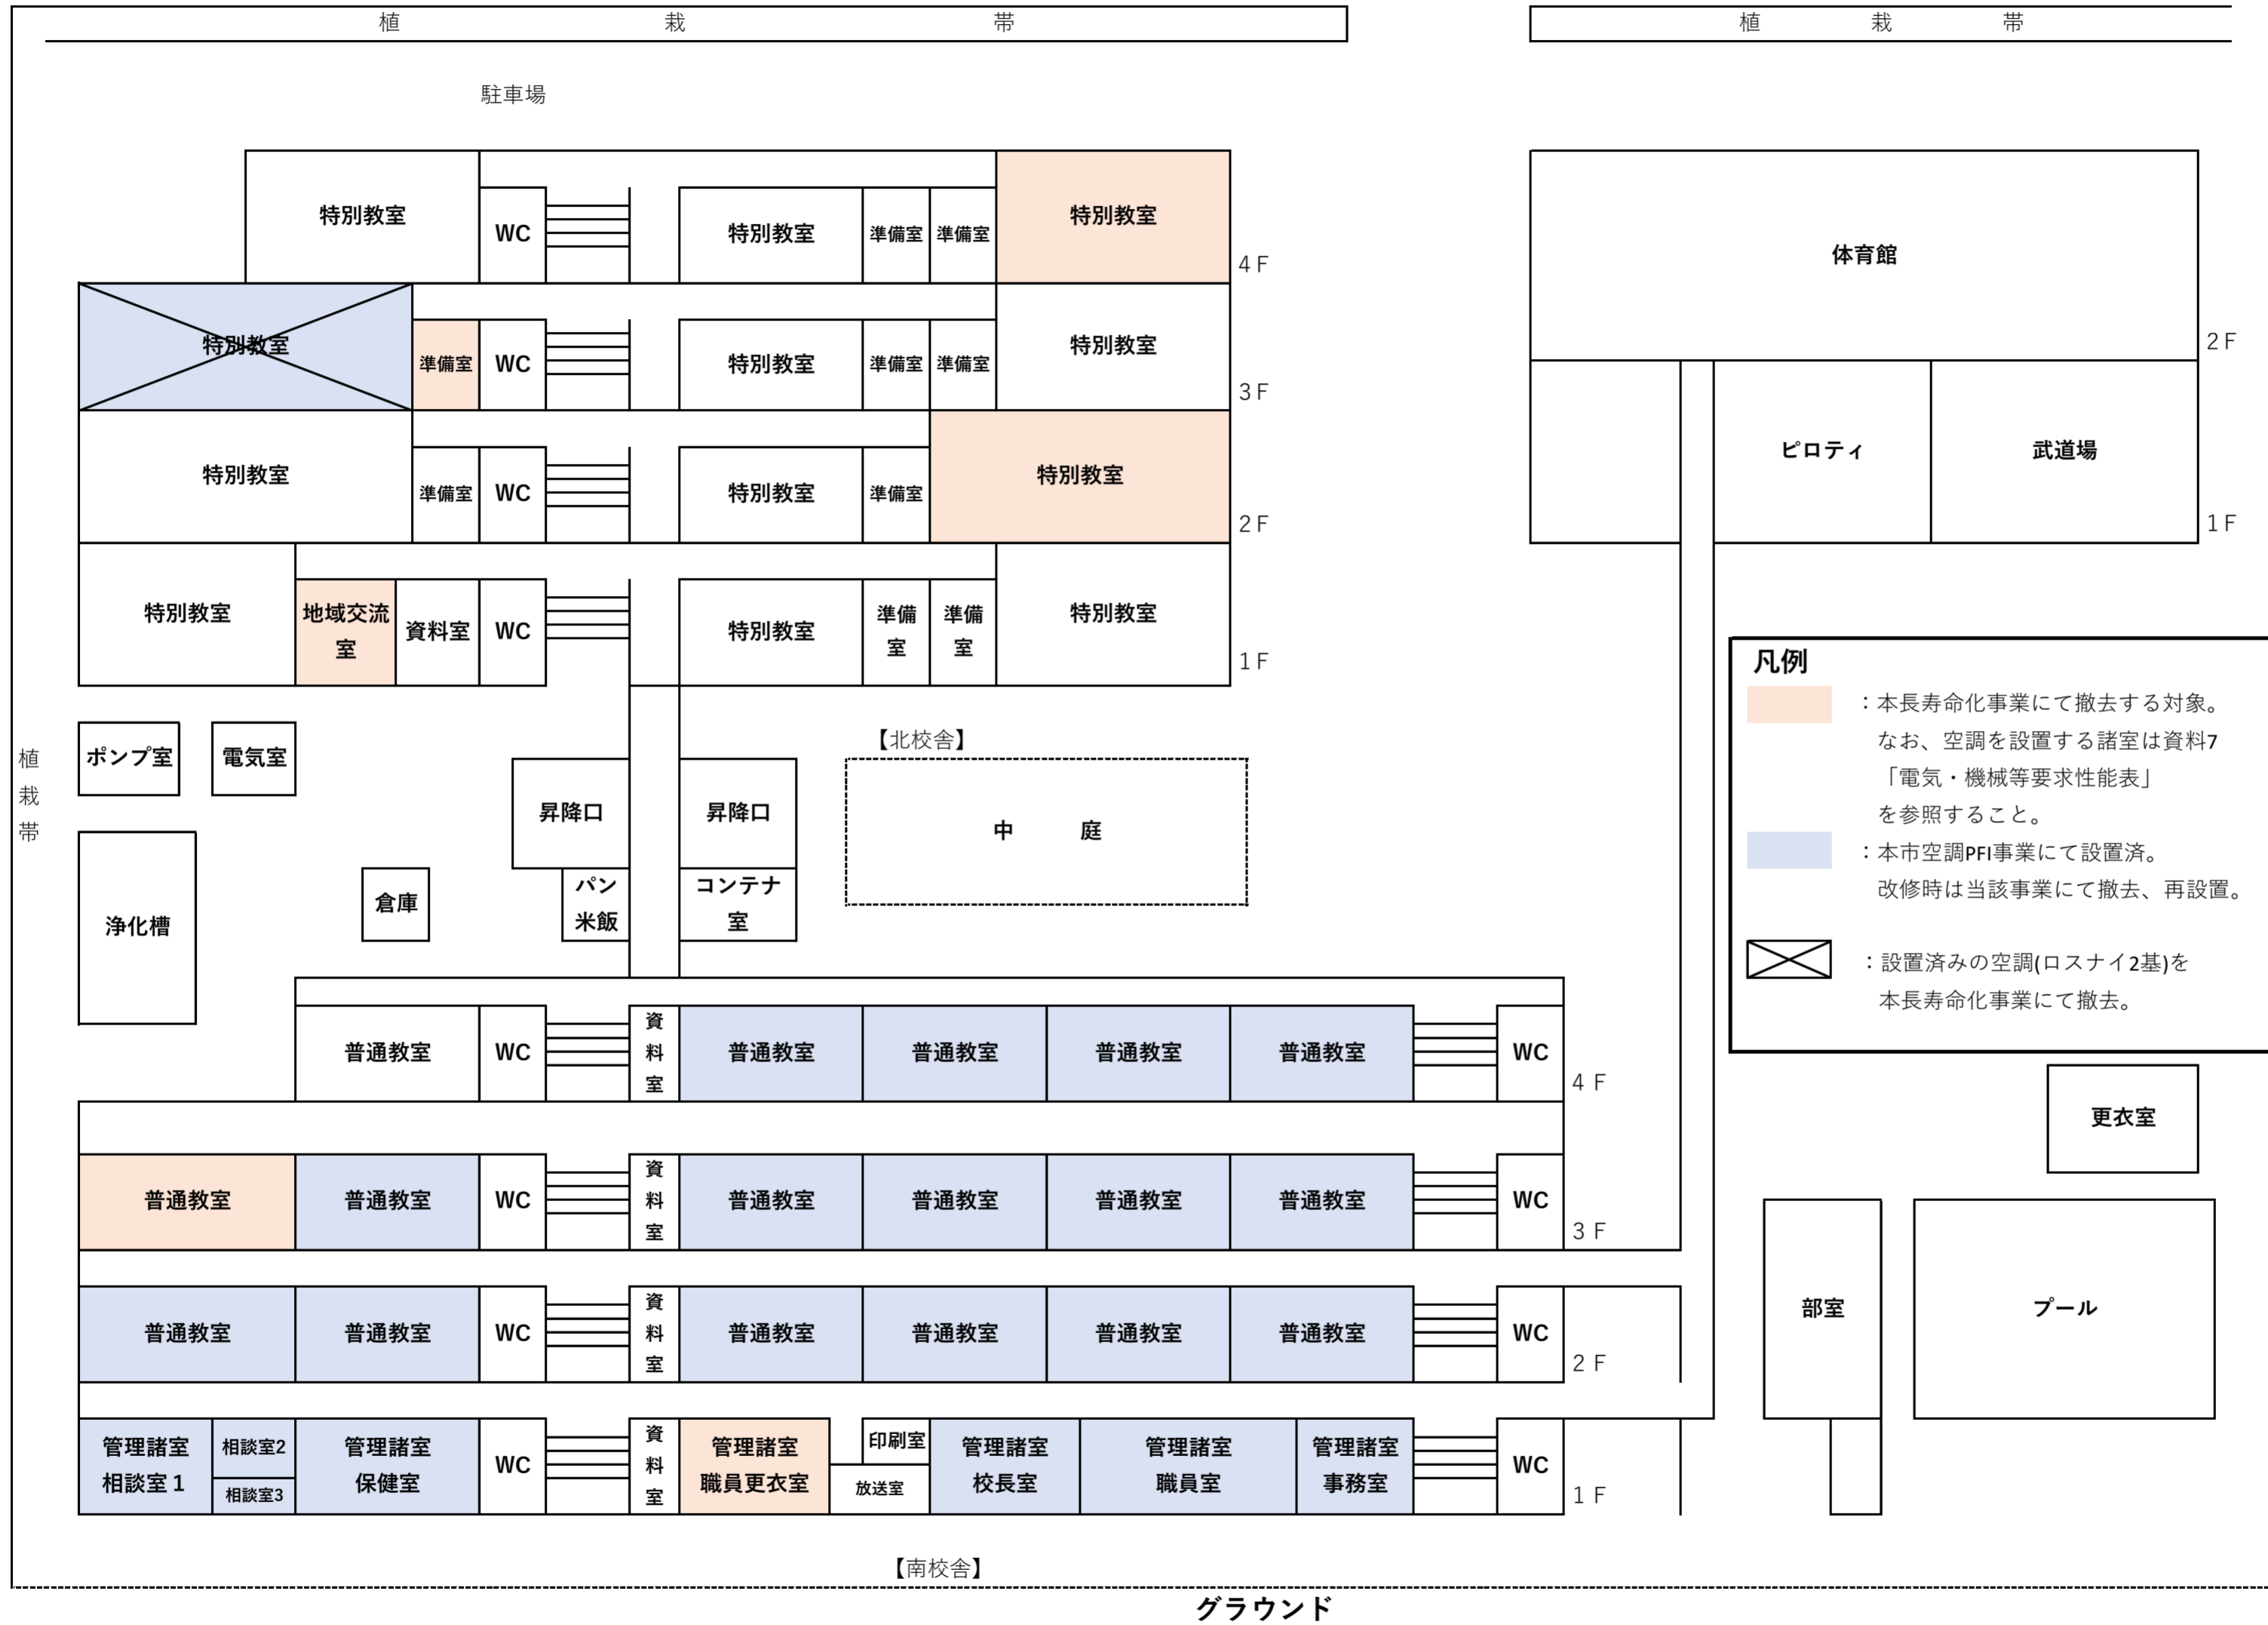 植 栽 帯
植 栽 帯
駐車場
特別教室 WC 特別教室 準備室 準備室 特別教室 4F
体育館
2F
特別教室 準備室 WC 特別教室 準備室 準備室 特別教室 3F
特別教室 準備室 WC 特別教室 準備室 特別教室 2F
ピロティ 武道場
1F
特別教室 地域交流 資料室 WC 特別教室 準備 準備 特別教室
室 室 室
1F
ポンプ室 電気室
【北校舎】
植
栽
帯
昇降口 昇降口
中 庭
浄化槽 倉庫
パン
米飯
コンテナ
室
凡例
：本長寿命化事業にて撤去する対象。
なお、空調を設置する諸室は資料7
「電気・機械等要求性能表」
を参照すること。
：本市空調PFI事業にて設置済。
改修時は当該事業にて撤去、再設置。
：設置済みの空調(ロスナイ2基)を
本長寿命化事業にて撤去。
普通教室 WC 資料室 普通教室 普通教室 普通教室 普通教室 WC 4F
更衣室
普通教室 普通教室 WC 資料室 普通教室 普通教室 普通教室 普通教室 WC 3F
部室 プール
普通教室 普通教室 WC 資料室 普通教室 普通教室 普通教室 普通教室 WC 2F
管理諸室
相談室1
相談室2
相談室3
管理諸室
保健室
WC
資料室
管理諸室
職員更衣室
印刷室
放送室
管理諸室
校長室
管理諸室
職員室
管理諸室
事務室
WC
1F
【南校舎】
グラウンド